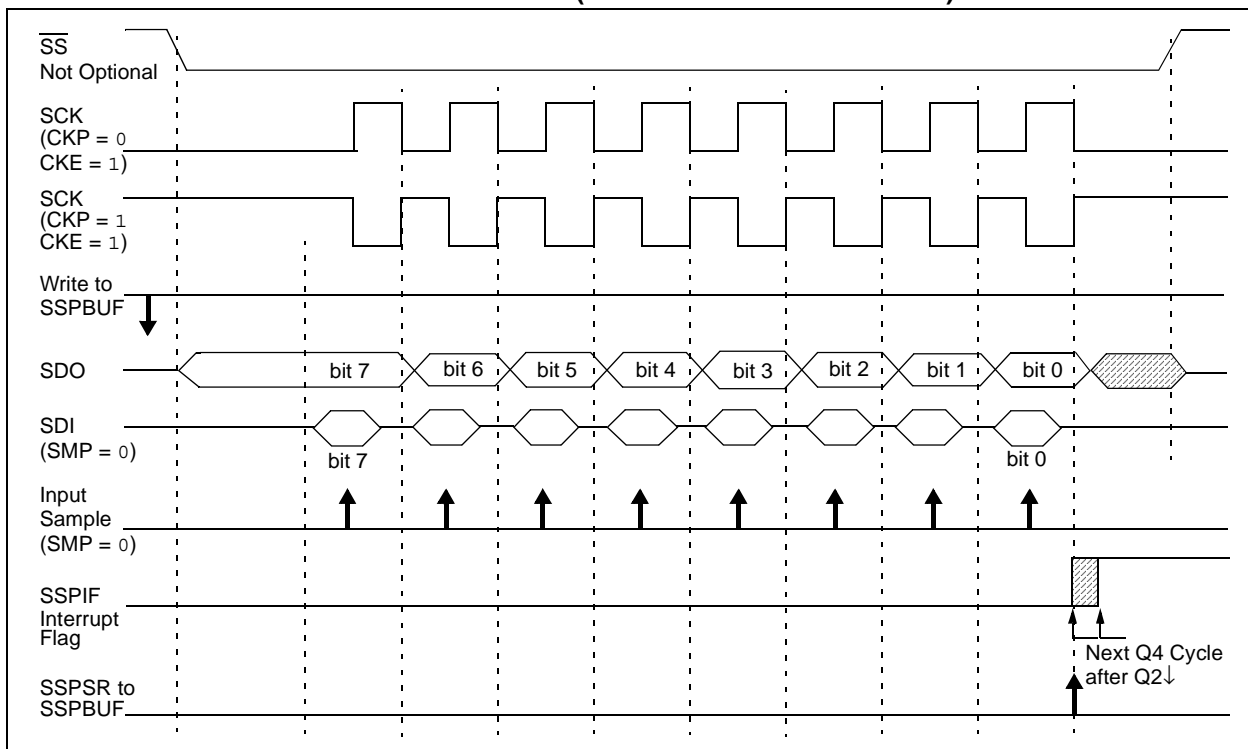 SS
Not Optional
SCK
(CKP = 0
CKE = 1)
SCK
(CKP = 1
CKE = 1)
Write to
SSPBUF
SDO
bit 7 bit 6 bit 5 bit 4 bit 3 bit 2 bit 1 bit 0
SDI
(SMP = 0)
bit 7 bit 0
Input
Sample
(SMP = 0)
SSPIF
Interrupt
Flag
Next Q4 Cycle
after Q2↓
SSPSR to
SSPBUF